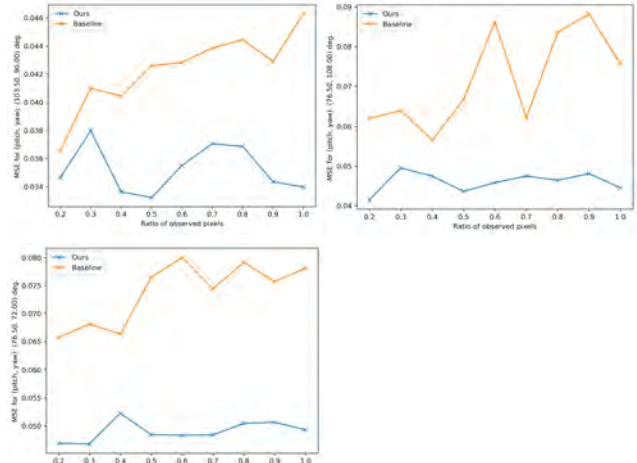 Ours
Baseline
MSE for (pitch, yaw): (103.50, 90.00) deg.
0.046
0.044
0.042
0.040
0.038
0.036
0.034
0.2 0.3 0.4 0.5 0.6 0.7 0.8 0.9 1.0
Ratio of observed pixels
Ours
Baseline
MSE for (pitch, yaw): (76.50, 108.00) deg.
0.09
0.08
0.07
0.06
0.05
0.04
0.2 0.3 0.4 0.5 0.6 0.7 0.8 0.9 1.0
Ratio of observed pixels
Ours
Baseline
MSE for (pitch, yaw): (76.50, 72.00) deg.
0.080
0.075
0.070
0.065
0.060
0.055
0.050
0.2 0.3 0.4 0.5 0.6 0.7 0.8 0.9 1.0